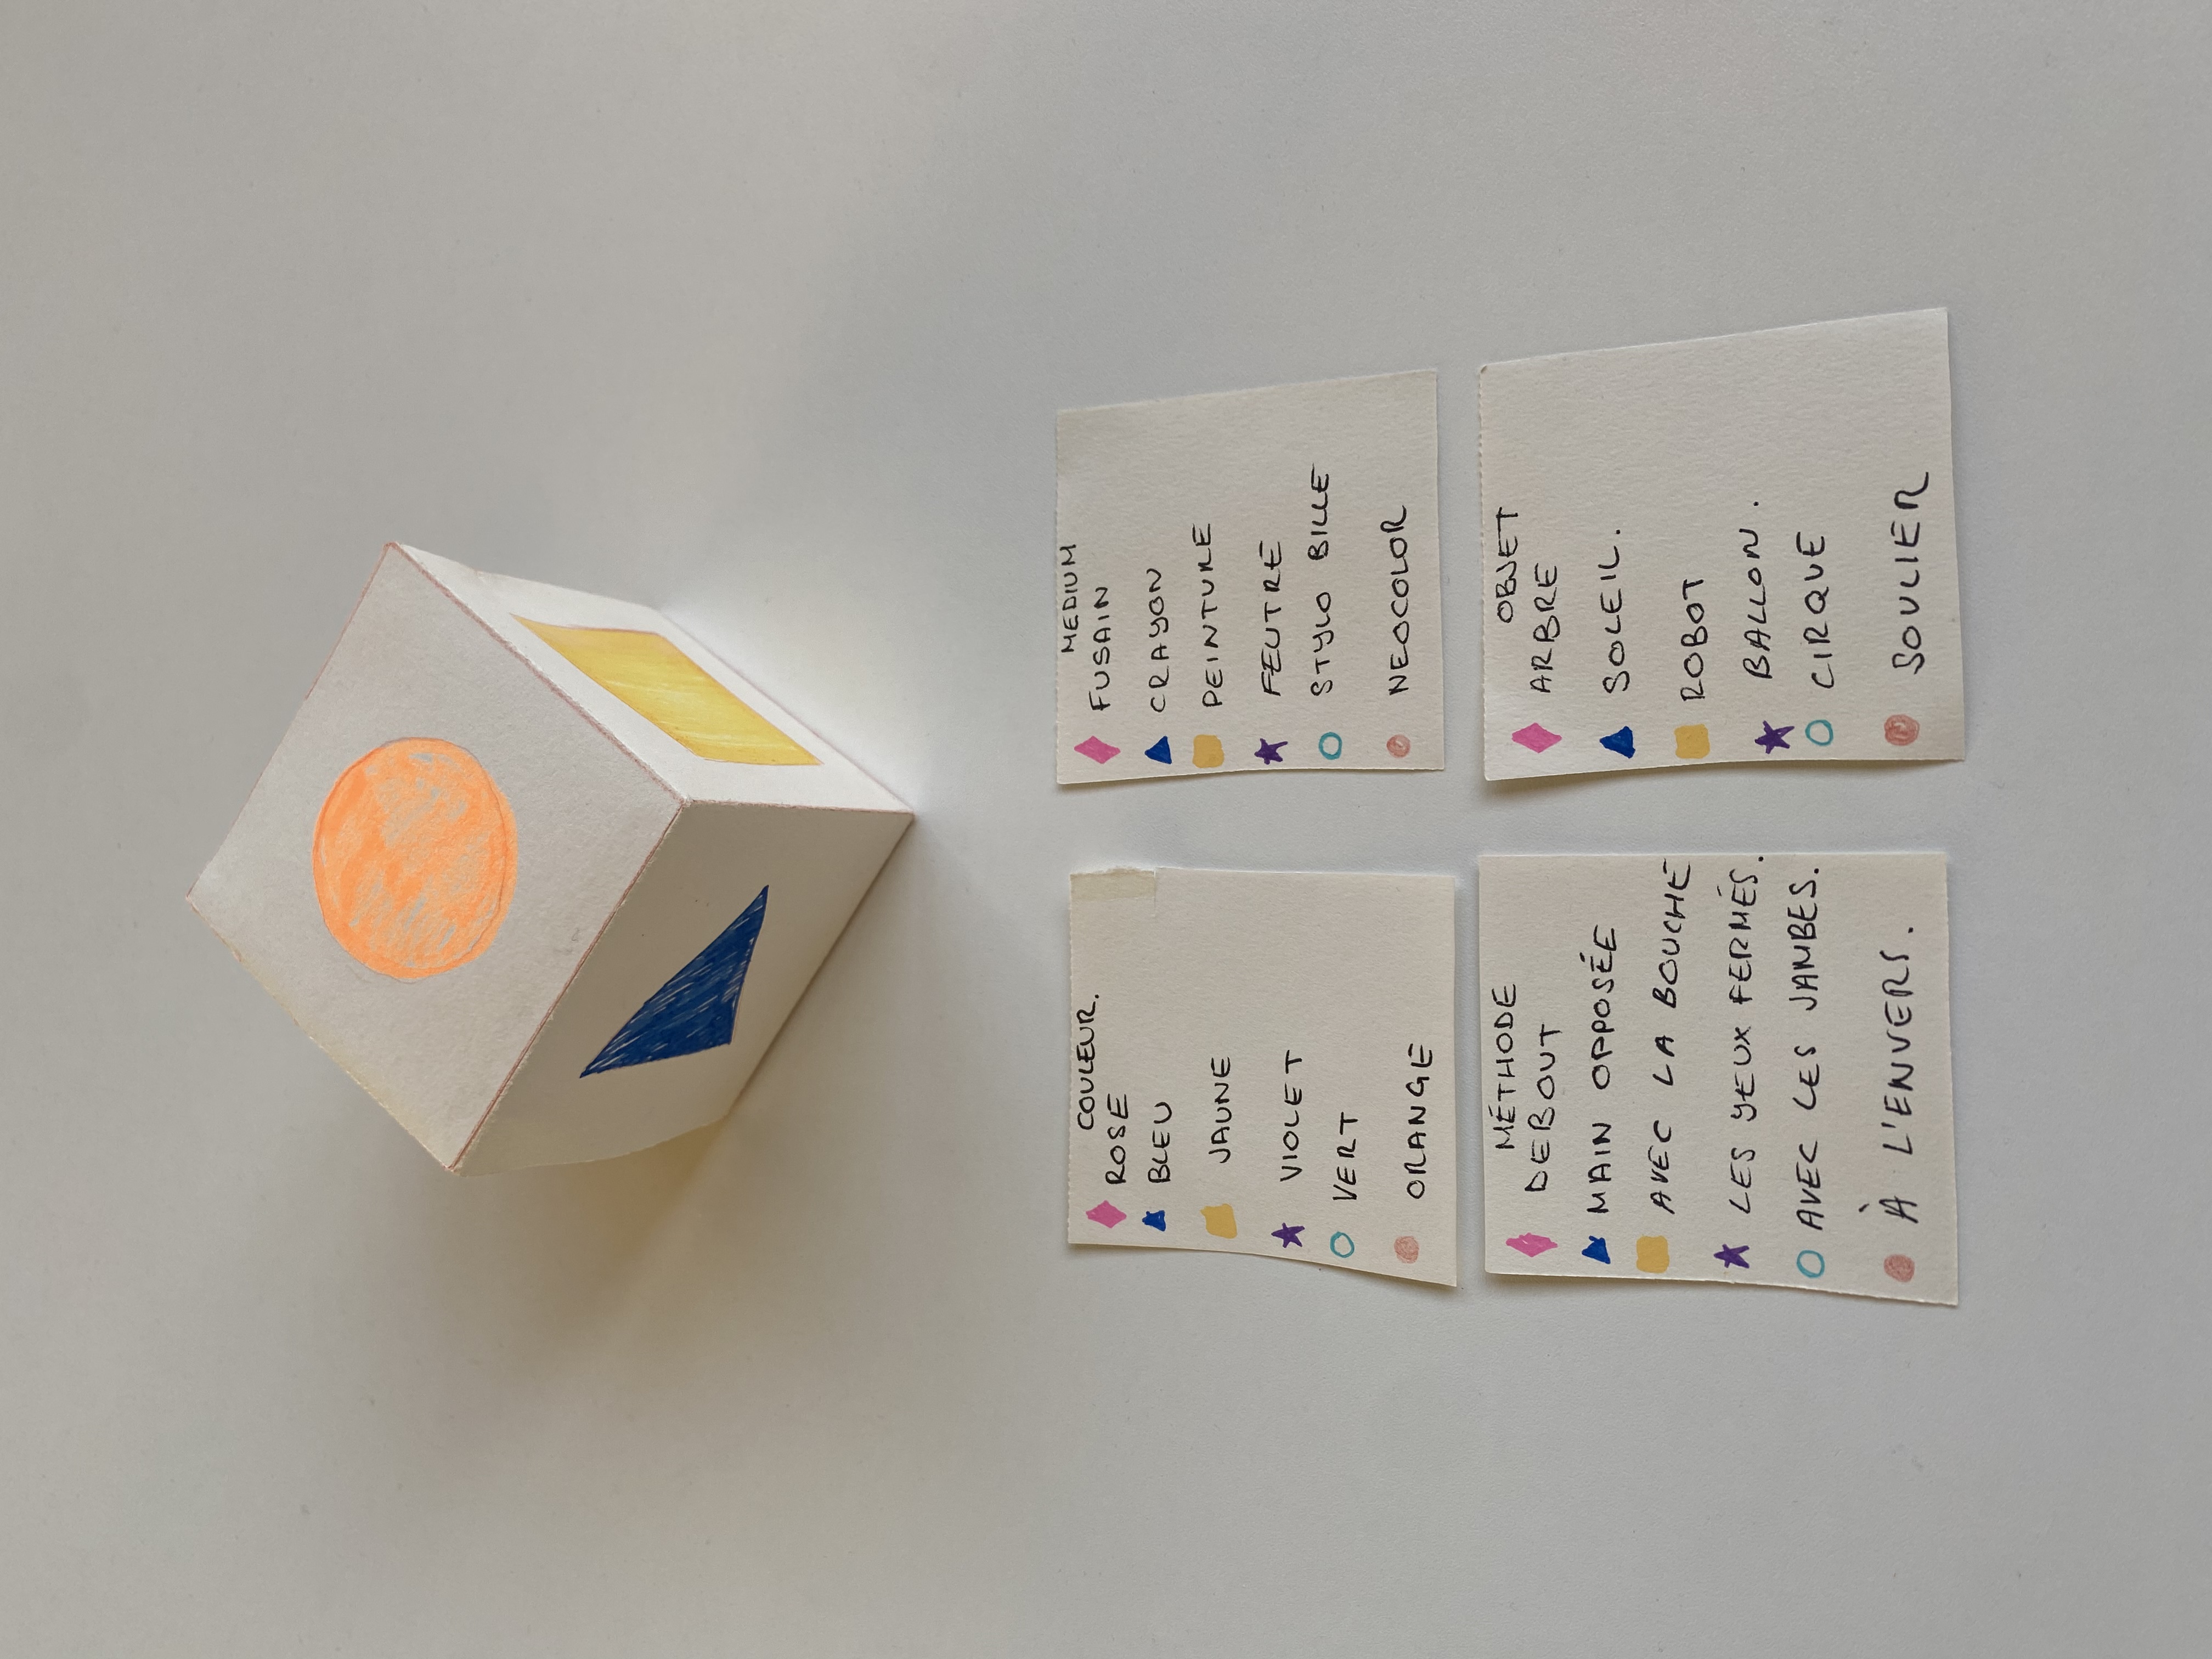 COULEUR.
ROSE
BLEU
JAUNE
VIOLET
VERT
ORANGE
MEDIUM
FUSAIN
CRAYON
PEINTURE
FEUTRE
STYLO BILLE
NEOCOLOR
MÉTHODE
DEBOUT
MAIN OPPOSÉE
AVEC LA BOUCHE
LES YEUX FERMÉS.
AVEC LES JAMBES.
À L'ENVERS.
OBJET
ARBRE
SOLEIL.
ROBOT
BALLON.
CIRQUE
SOULIER